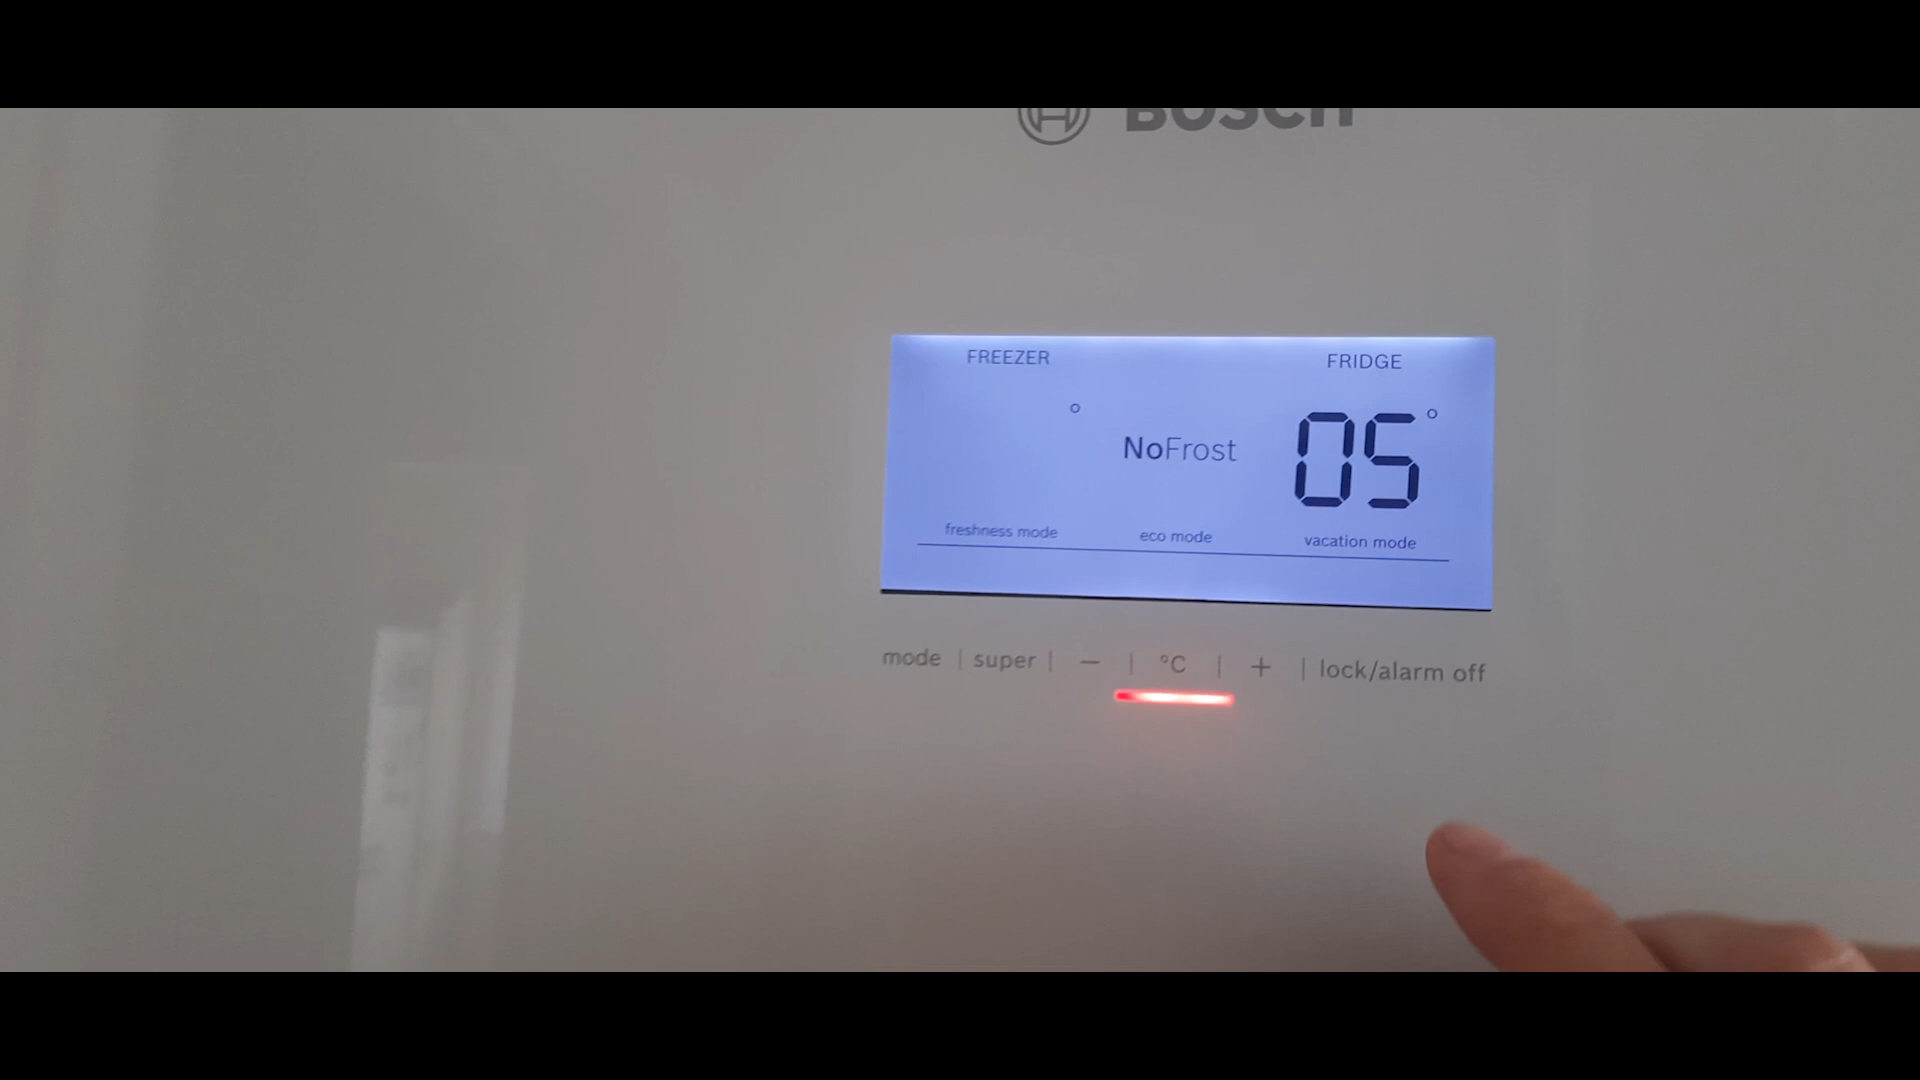 BOSCH
FREEZER FRIDGE
° NoFrost 05°
freshness mode eco mode vacation mode
mode | super | − | °C | + | lock/alarm off